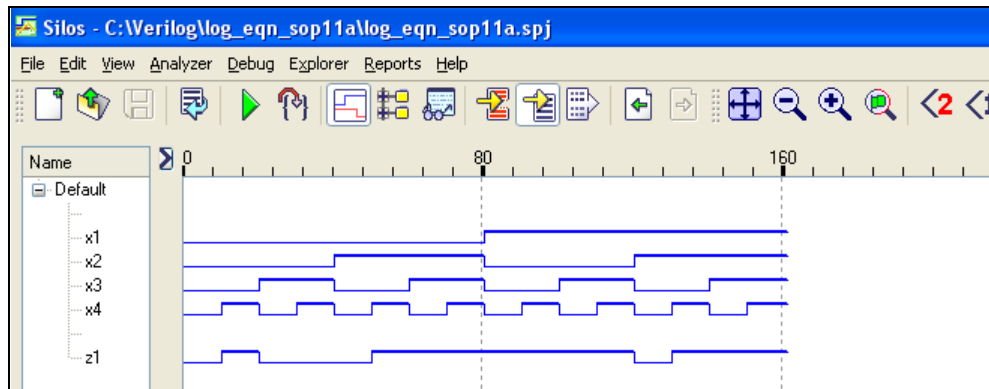 Silos - C:\Verilog\log_eqn_sop11a\log_eqn_sop11a.spj
File Edit View Analyzer Debug Explorer Reports Help
2
Name 0 80 160
Default
x1
x2
x3
x4
z1